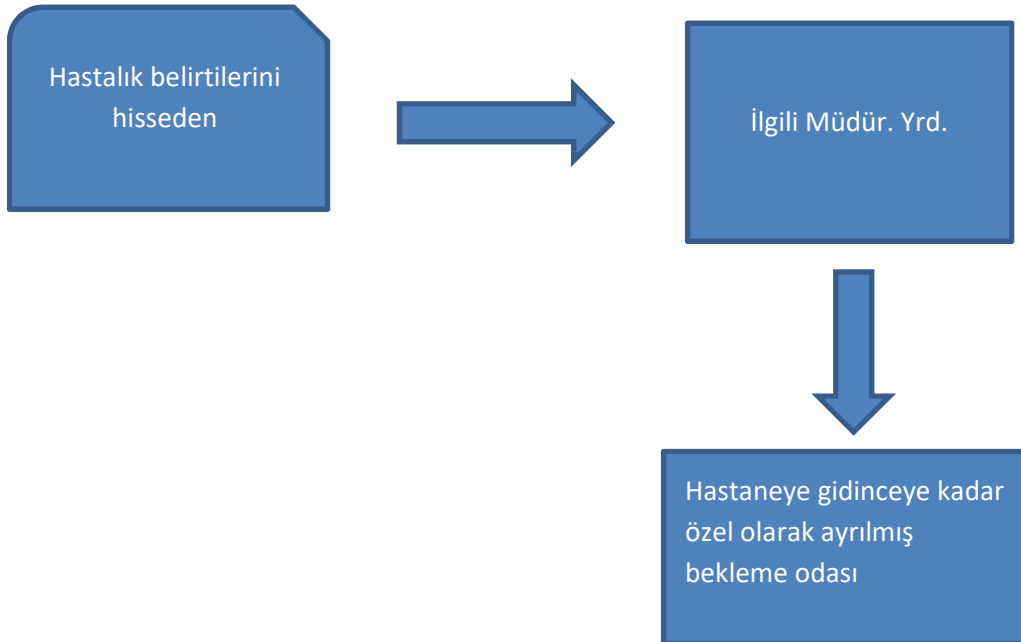 Hastalık belirtilerini
hisseden
İlgili Müdür. Yrd.
Hastaneye gidinceye kadar
özel olarak ayrılmış
bekleme odası